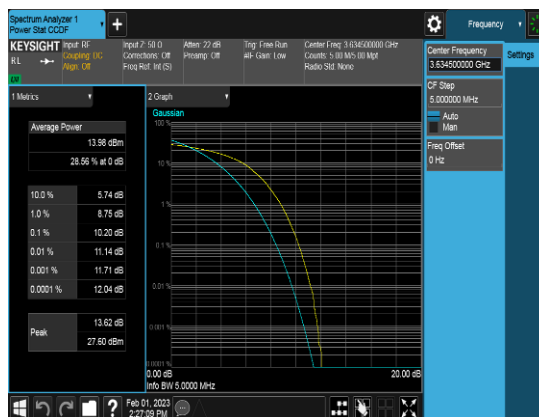 Spectrum Analyzer 1
Power Stat CCDF
Frequency
KEYSIGHT
RL
Input: RF
Coupling: DC
Align: Off
Input Z: 50 Ω
Corrections: Off
Freq Ref: Int (S)
Atten: 22 dB
Preamp: Off
Trig: Free Run
#IF Gain: Low
Center Freq: 3.634500000 GHz
Counts: 5.00 M/5.00 Mpt
Radio Std: None
Center Frequency
3.634500000 GHz
Settings
CF Step
5.000000 MHz
Auto
Man
Freq Offset
0 Hz
1 Metrics
Average Power
13.98 dBm
28.56 % at 0 dB
10.0 % 5.74 dB
1.0 % 8.75 dB
0.1 % 10.20 dB
0.01 % 11.14 dB
0.001 % 11.71 dB
0.0001 % 12.04 dB
Peak
13.62 dB
27.60 dBm
2 Graph
Gaussian
100 %
10 %
1 %
0.1 %
0.01 %
0.001 %
0.0001 %
0.00 dB
20.00 dB
Info BW 5.0000 MHz
Feb 01, 2023
2:27:09 PM